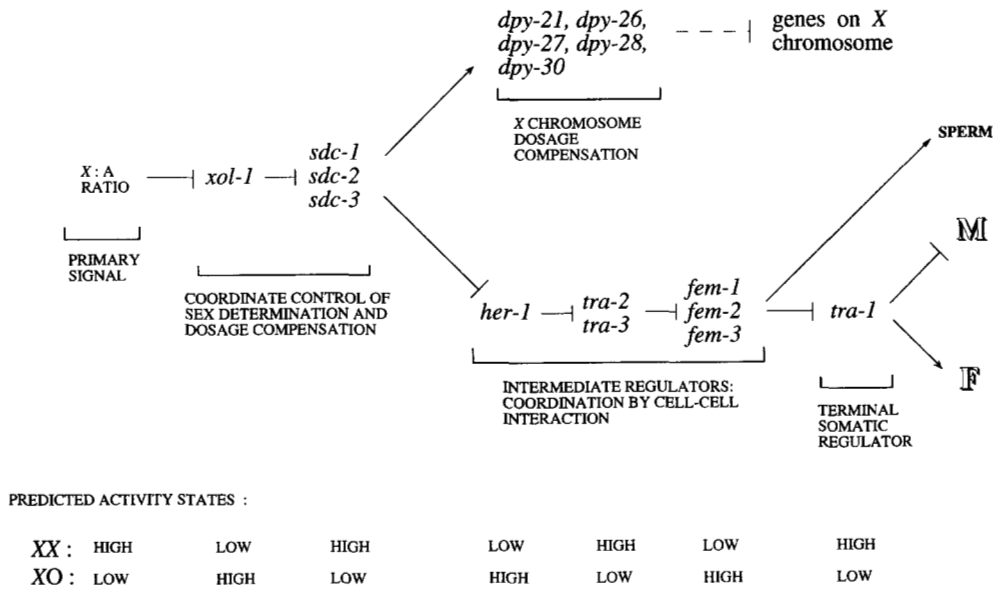 dpy-21, dpy-26,
dpy-27, dpy-28,
dpy-30
genes on X
chromosome
X CHROMOSOME
DOSAGE
COMPENSATION
SPERM
X : A
RATIO
xol-1
sdc-1
sdc-2
sdc-3
PRIMARY
SIGNAL
COORDINATE CONTROL OF
SEX DETERMINATION AND
DOSAGE COMPENSATION
her-1
tra-2
tra-3
fem-1
fem-2
fem-3
tra-1
M
F
INTERMEDIATE REGULATORS:
COORDINATION BY CELL-CELL
INTERACTION
TERMINAL
SOMATIC
REGULATOR
PREDICTED ACTIVITY STATES :
XX : HIGH LOW HIGH LOW HIGH LOW HIGH
XO : LOW HIGH LOW HIGH LOW HIGH LOW